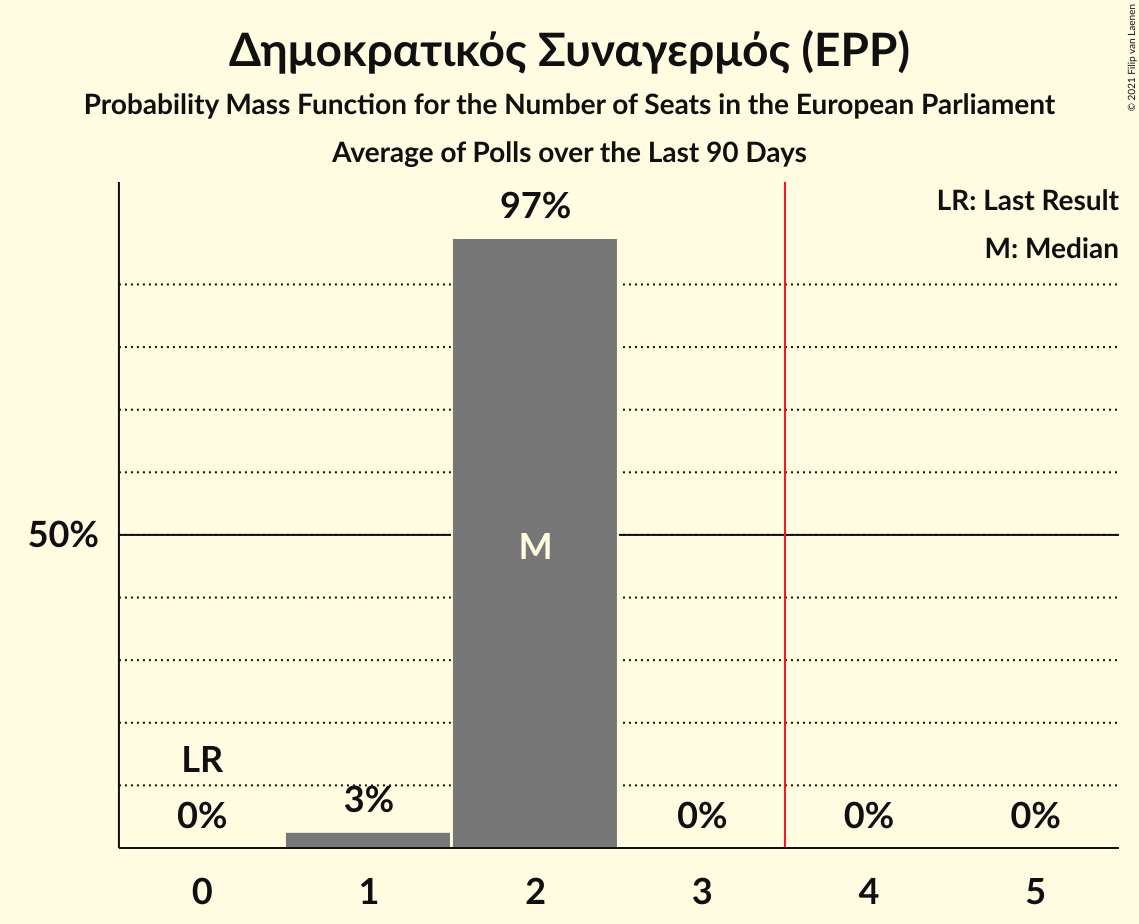 Δημοκρατικός Συναγερμός (EPP)
Probability Mass Function for the Number of Seats in the European Parliament
Average of Polls over the Last 90 Days
© 2021 Filip van Laenen
LR: Last Result
M: Median
97%
50%
M
LR
0%
3%
0%
0%
0%
0
1
2
3
4
5